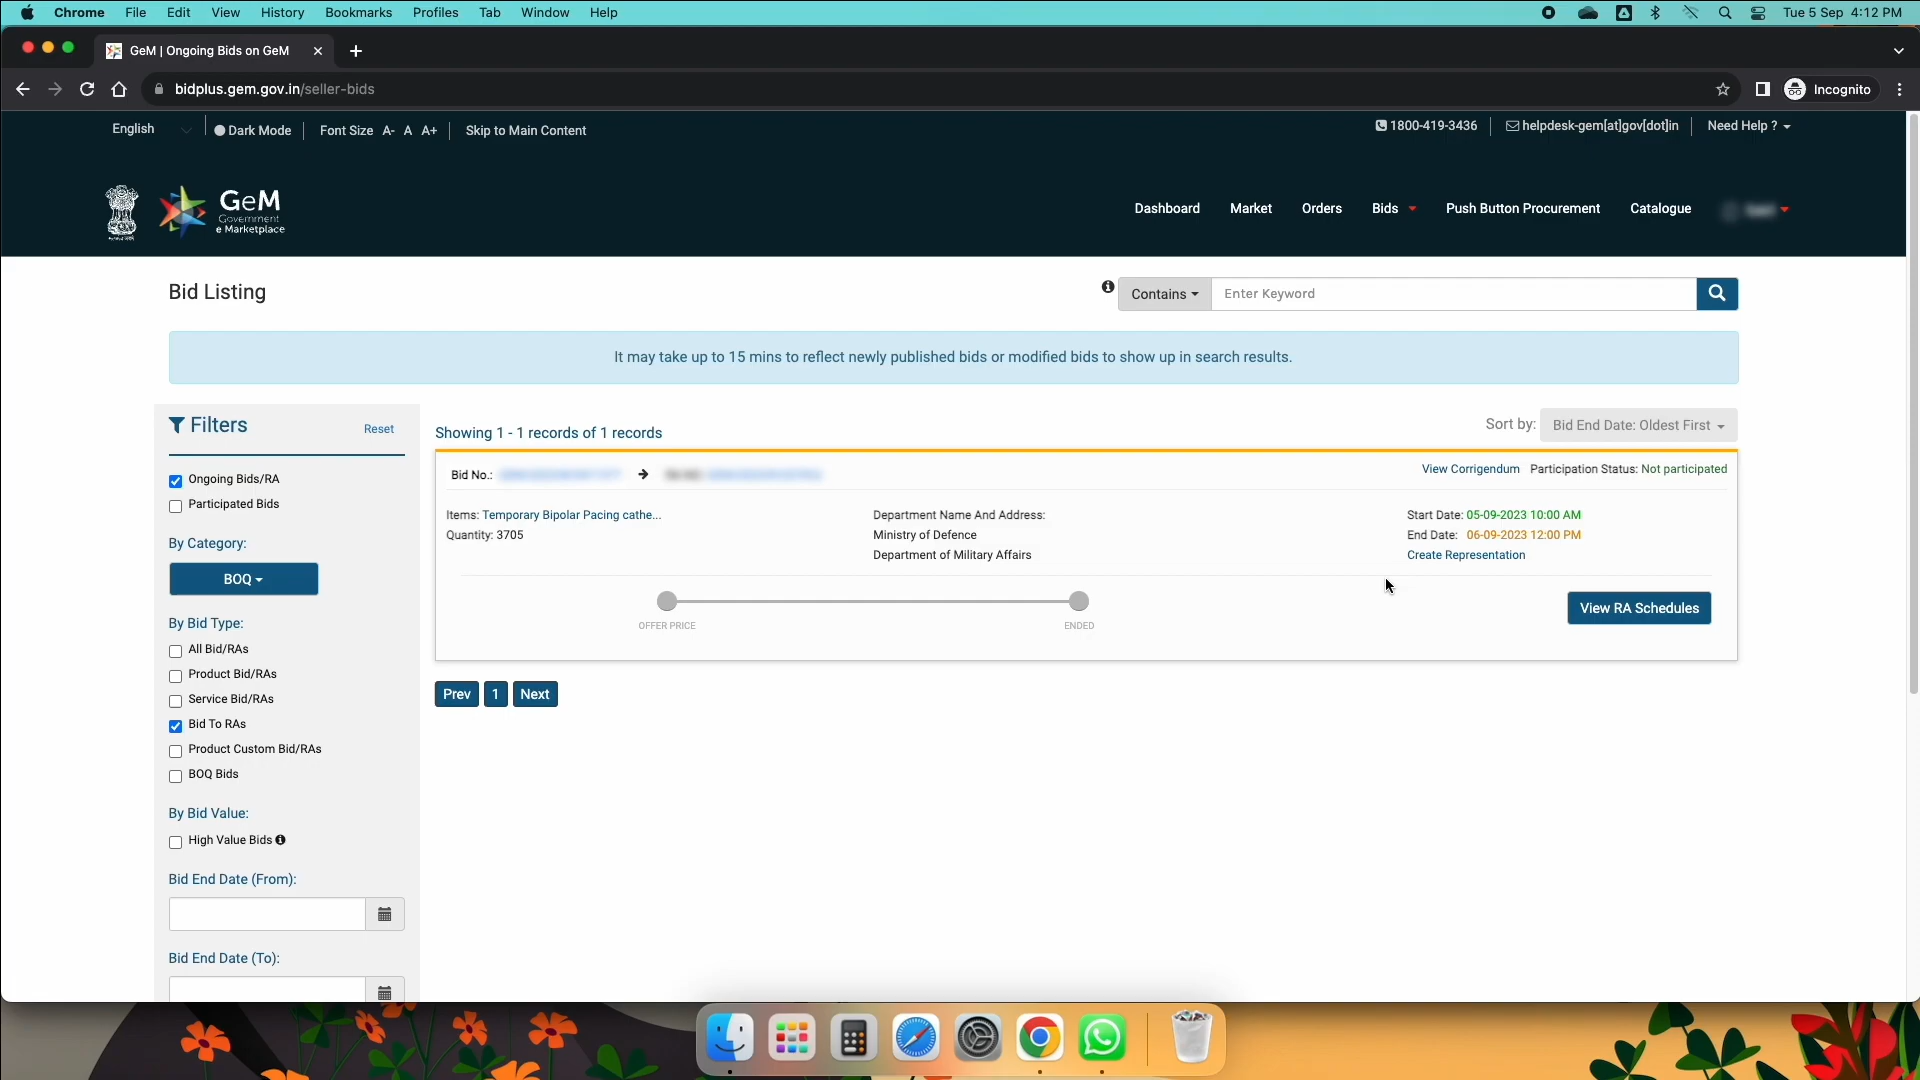 Chrome File Edit View History Bookmarks Profiles Tab Window Help Tue 5 Sep 4:12 PM
GeM | Ongoing Bids on GeM
bidplus.gem.gov.in/seller-bids Incognito
English Dark Mode Font Size A- A A+ Skip to Main Content 1800-419-3436 helpdesk-gem[at]gov[dot]in Need Help ?
GeM
Government
e Marketplace
Dashboard Market Orders Bids Push Button Procurement Catalogue
Bid Listing Contains Enter Keyword
It may take up to 15 mins to reflect newly published bids or modified bids to show up in search results.
Filters Reset
Ongoing Bids/RA
Participated Bids
By Category:
BOQ
By Bid Type:
All Bid/RAs
Product Bid/RAs
Service Bid/RAs
Bid To RAs
Product Custom Bid/RAs
BOQ Bids
By Bid Value:
High Value Bids
Bid End Date (From):
Bid End Date (To):
Showing 1 - 1 records of 1 records Sort by: Bid End Date: Oldest First
Bid No.: View Corrigendum Participation Status: Not participated
Items: Temporary Bipolar Pacing cathe...
Quantity: 3705
Department Name And Address:
Ministry of Defence
Department of Military Affairs
Start Date: 05-09-2023 10:00 AM
End Date: 06-09-2023 12:00 PM
Create Representation
OFFER PRICE ENDED
View RA Schedules
Prev 1 Next